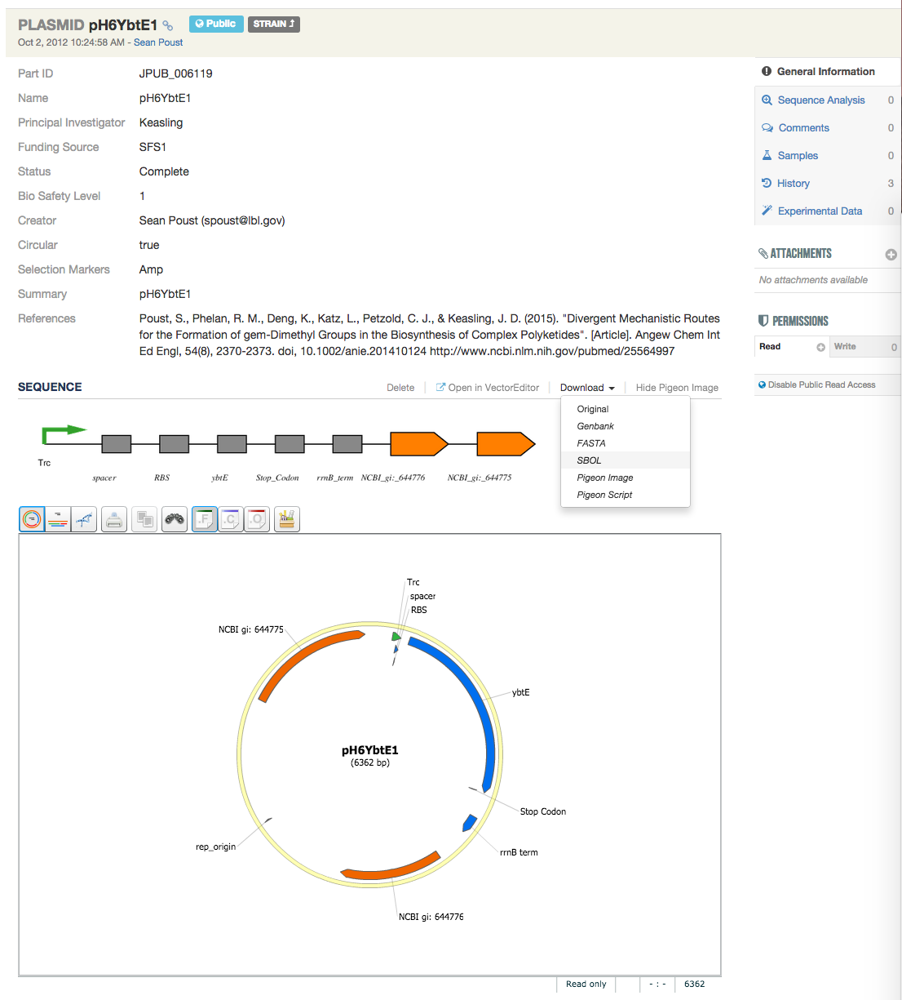 PLASMID pH6YbtE1 Public STRAIN
Oct 2, 2012 10:24:58 AM - Sean Poust
Part ID JPUB_006119
Name pH6YbtE1
Principal Investigator Keasling
Funding Source SFS1
Status Complete
Bio Safety Level 1
Creator Sean Poust (spoust@lbl.gov)
Circular true
Selection Markers Amp
Summary pH6YbtE1
References Poust, S., Phelan, R. M., Deng, K., Katz, L., Petzold, C. J., & Keasling, J. D. (2015). "Divergent Mechanistic Routes
for the Formation of gem-Dimethyl Groups in the Biosynthesis of Complex Polyketides". [Article]. Angew Chem Int
Ed Engl, 54(8), 2370-2373. doi, 10.1002/anie.201410124 http://www.ncbi.nlm.nih.gov/pubmed/25564997
General Information
Sequence Analysis 0
Comments 0
Samples 0
History 3
Experimental Data 0
ATTACHMENTS
No attachments available
PERMISSIONS
Read Write 0
Disable Public Read Access
SEQUENCE Delete Open in VectorEditor Download Hide Pigeon Image
Original
Genbank
FASTA
SBOL
Pigeon Image
Pigeon Script
Trc
spacer RBS ybtE Stop_Codon rrnB_term NCBI_gi:_644776 NCBI_gi:_644775
.F .C .O
Trc
spacer
RBS
NCBI gi: 644775
ybtE
pH6YbtE1
(6362 bp)
Stop Codon
rep_origin
rrnB term
NCBI gi: 644776
Read only - : - 6362